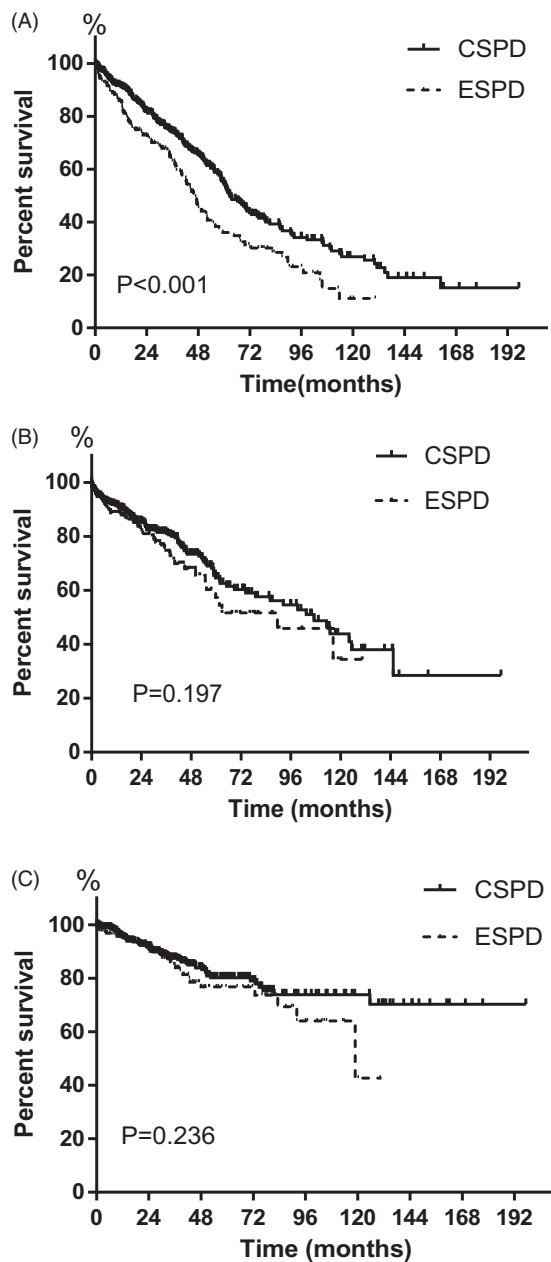 (A)
%
CSPD
ESPD
100
80
60
40
20
0
Percent survival
P<0.001
0 24 48 72 96 120 144 168 192
Time(months)
(B)
%
CSPD
ESPD
100
80
60
40
20
0
Percent survival
P=0.197
0 24 48 72 96 120 144 168 192
Time (months)
(C)
%
CSPD
ESPD
100
80
60
40
20
0
Percent survival
P=0.236
0 24 48 72 96 120 144 168 192
Time (months)